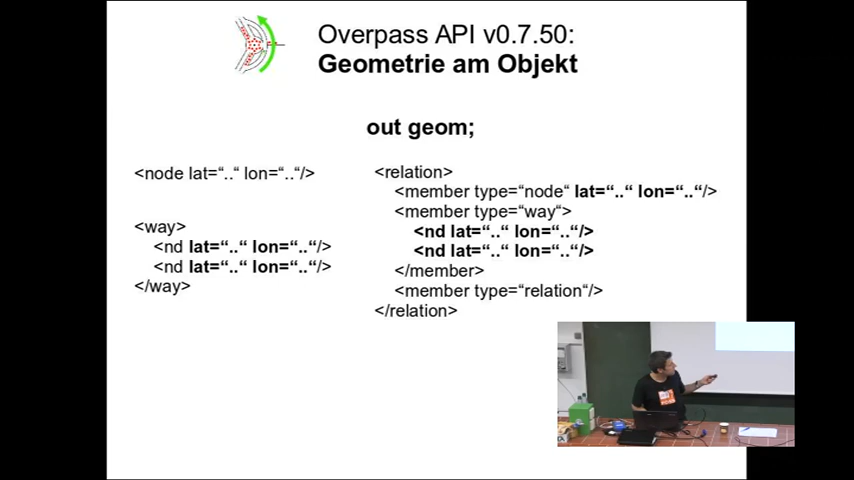 Overpass API v0.7.50:
Geometrie am Objekt
out geom;
<node lat=“..“ lon=“..“/>
<way>
<nd lat=“..“ lon=“..“/>
<nd lat=“..“ lon=“..“/>
</way>
<relation>
<member type=“node“ lat=“..“ lon=“..“/>
<member type=“way“>
<nd lat=“..“ lon=“..“/>
<nd lat=“..“ lon=“..“/>
</member>
<member type=“relation“/>
</relation>